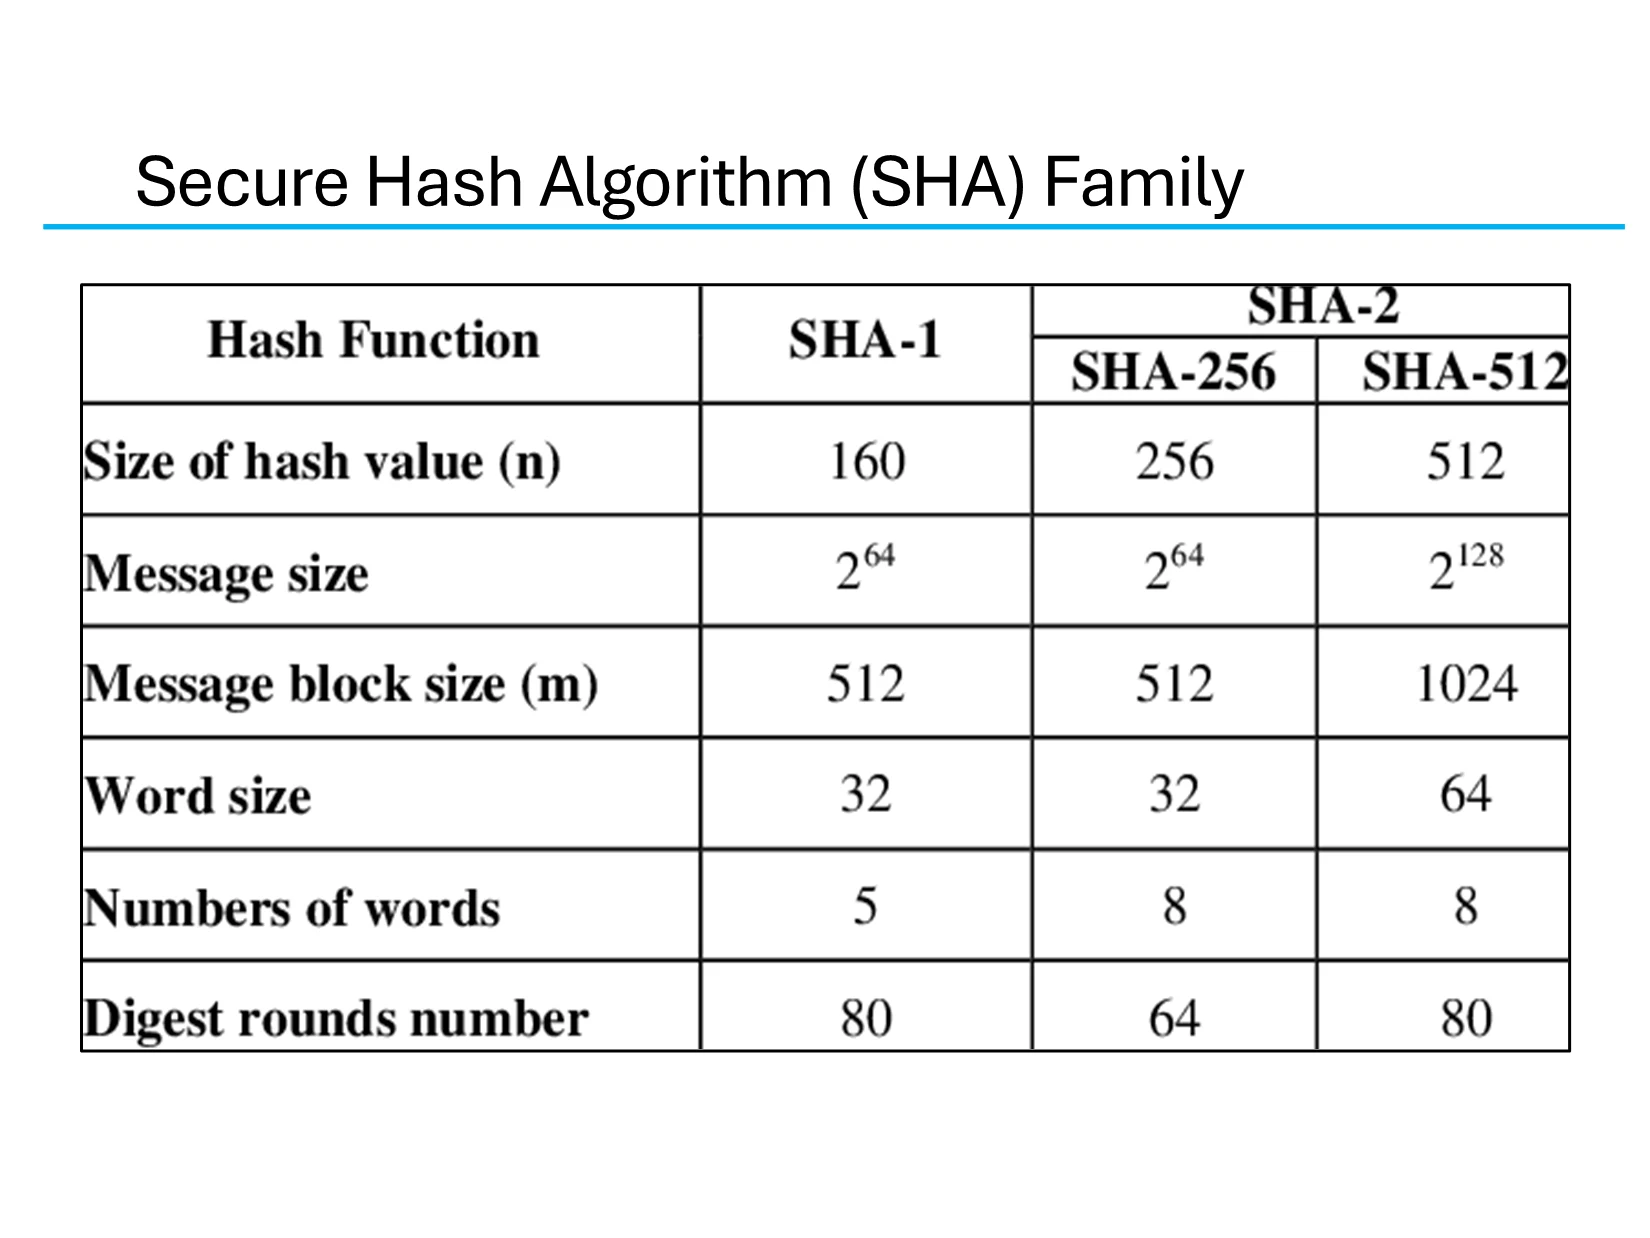 Secure Hash Algorithm (SHA) Family
Hash Function SHA-1 SHA-2
SHA-256 SHA-512
Size of hash value (n) 160 256 512
Message size 2^64 2^64 2^128
Message block size (m) 512 512 1024
Word size 32 32 64
Numbers of words 5 8 8
Digest rounds number 80 64 80